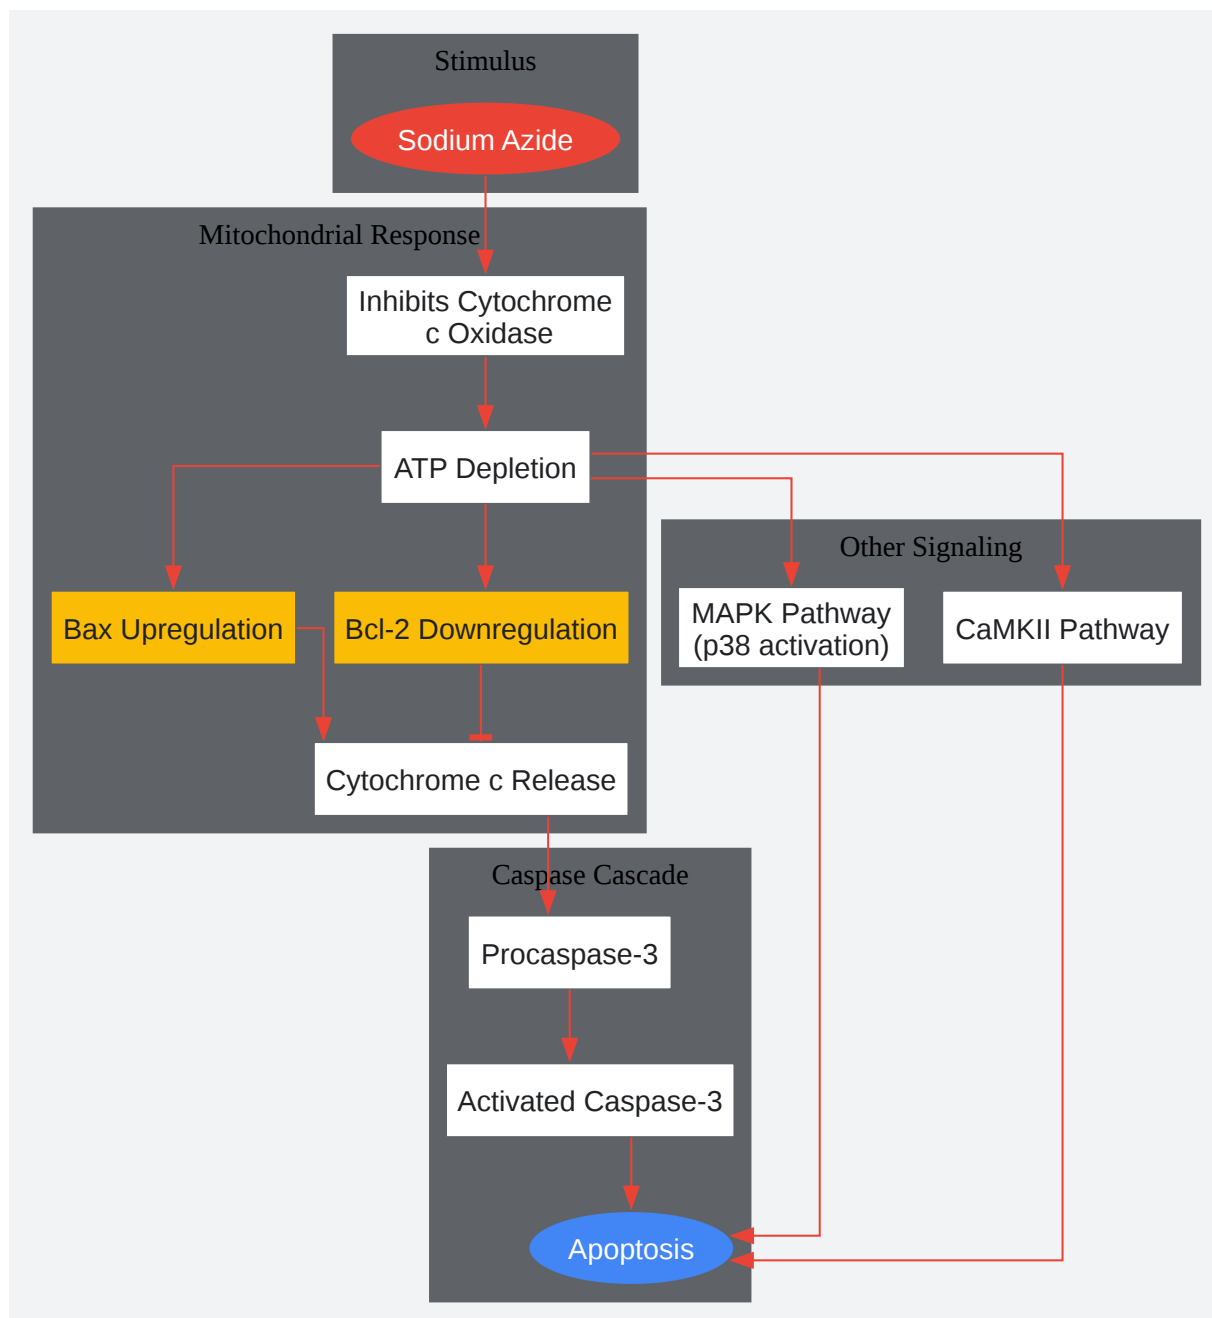 Stimulus
Sodium Azide
Mitochondrial Response
Inhibits Cytochrome
c Oxidase
ATP Depletion
Other Signaling
Bax Upregulation
Bcl-2 Downregulation
MAPK Pathway
(p38 activation)
CaMKII Pathway
Cytochrome c Release
Caspase Cascade
Procaspase-3
Activated Caspase-3
Apoptosis